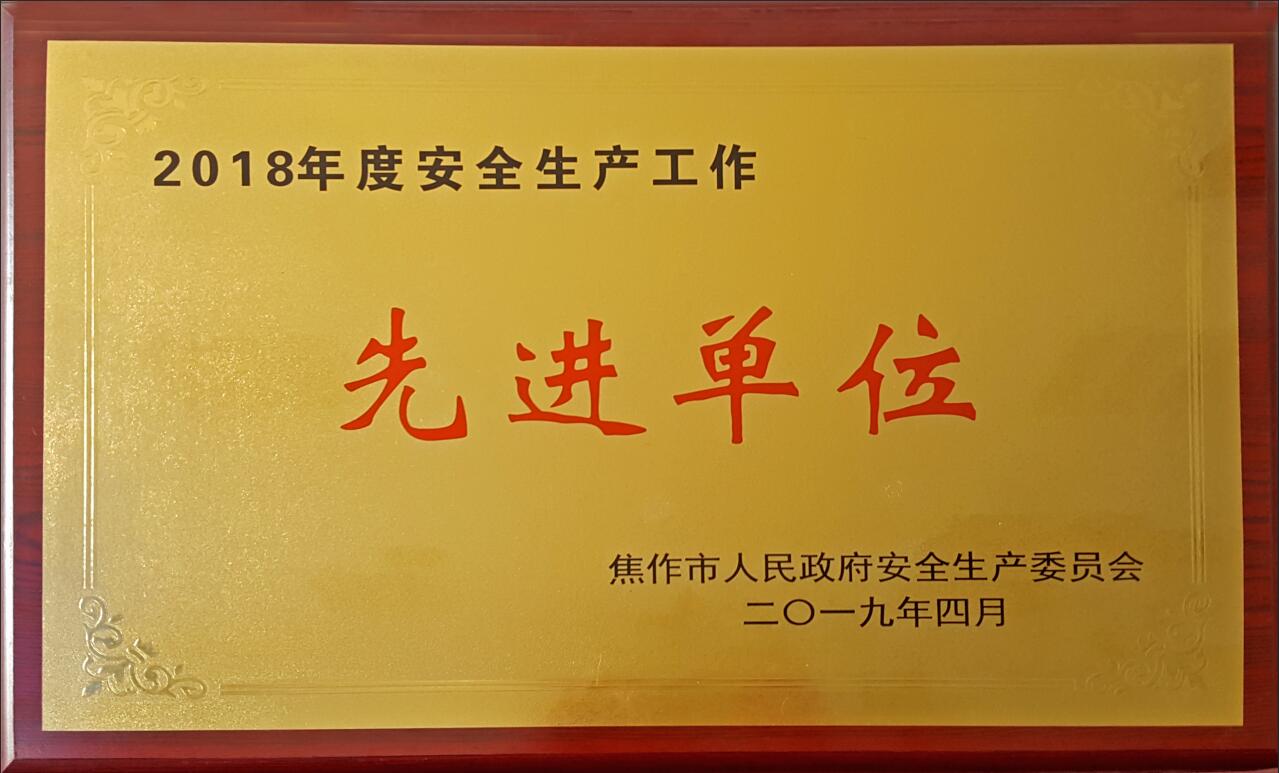 2018年度安全生产工作
先进单位
焦作市人民政府安全生产委员会
二〇一九年四月